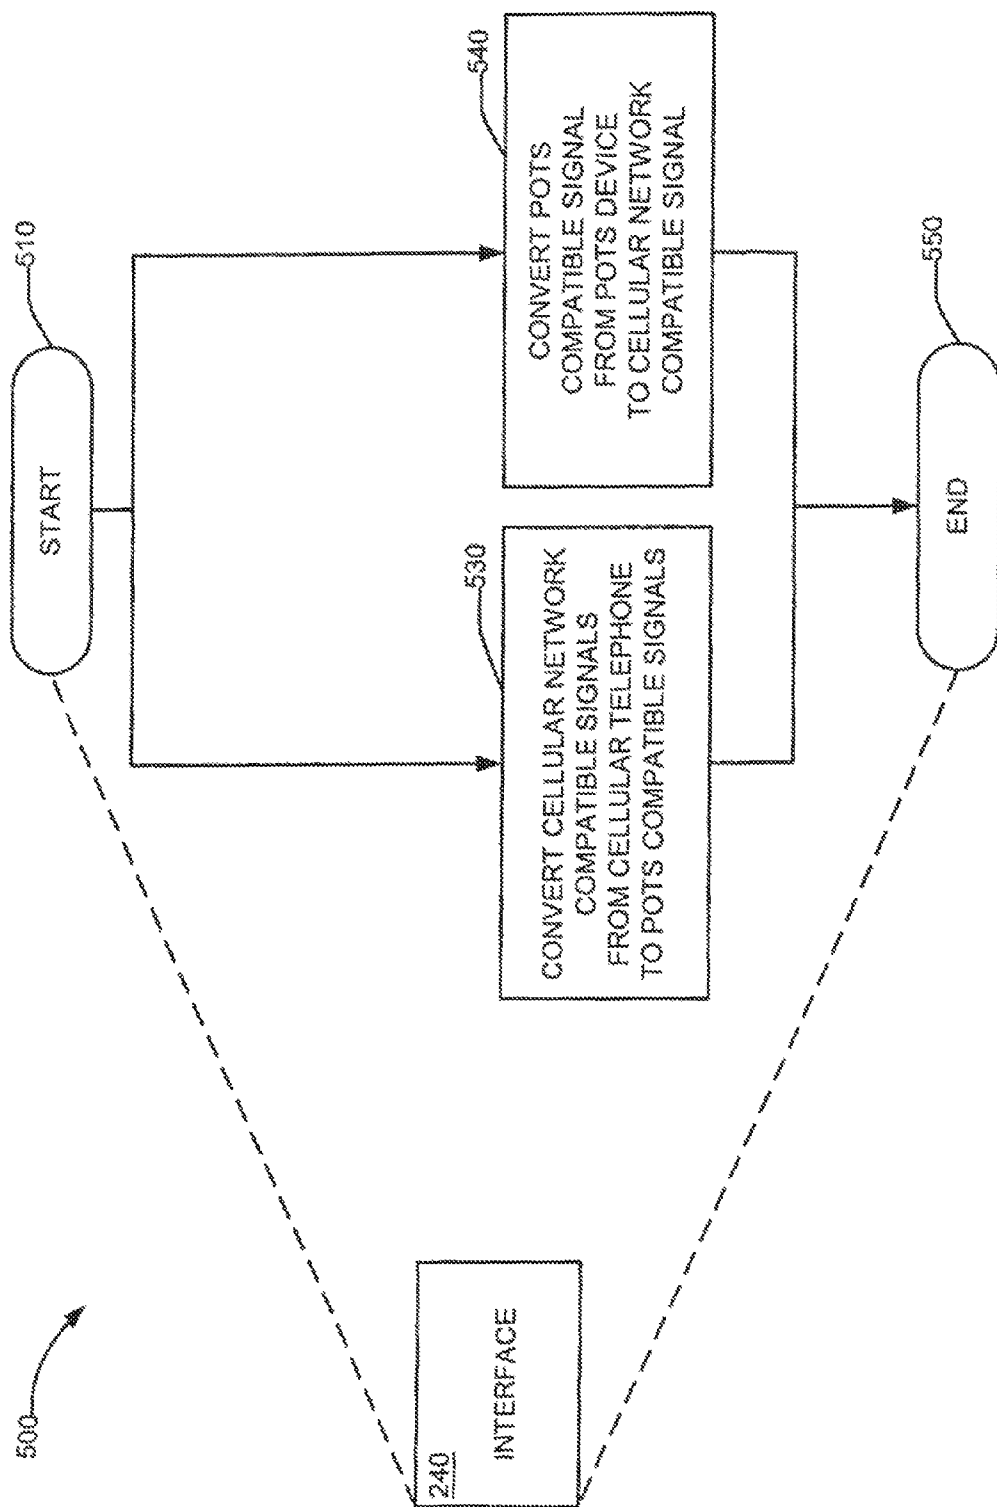 500
240
INTERFACE
START
510
CONVERT CELLULAR NETWORK
COMPATIBLE SIGNALS
FROM CELLULAR TELEPHONE
TO POTS COMPATIBLE SIGNALS
530
CONVERT POTS
COMPATIBLE SIGNAL
FROM POTS DEVICE
TO CELLULAR NETWORK
COMPATIBLE SIGNAL
540
END
550